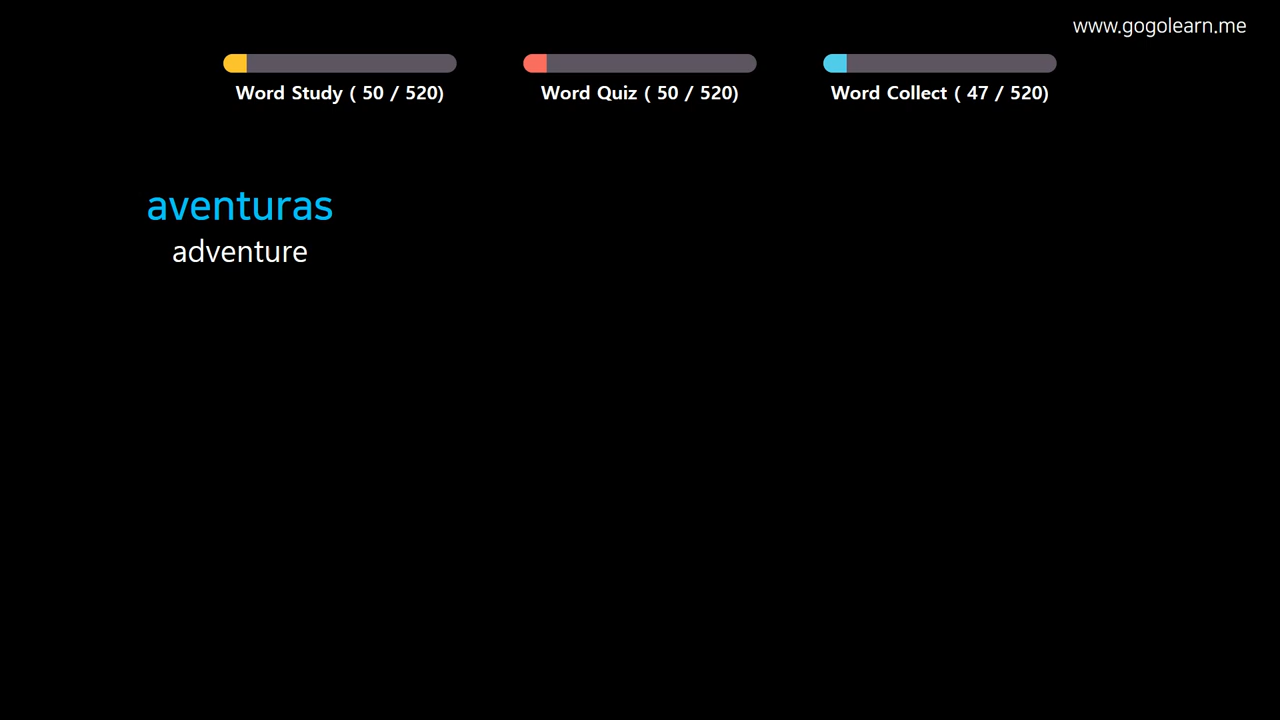 www.gogolearn.me
Word Study ( 50 / 520)
Word Quiz ( 50 / 520)
Word Collect ( 47 / 520)
aventuras
adventure